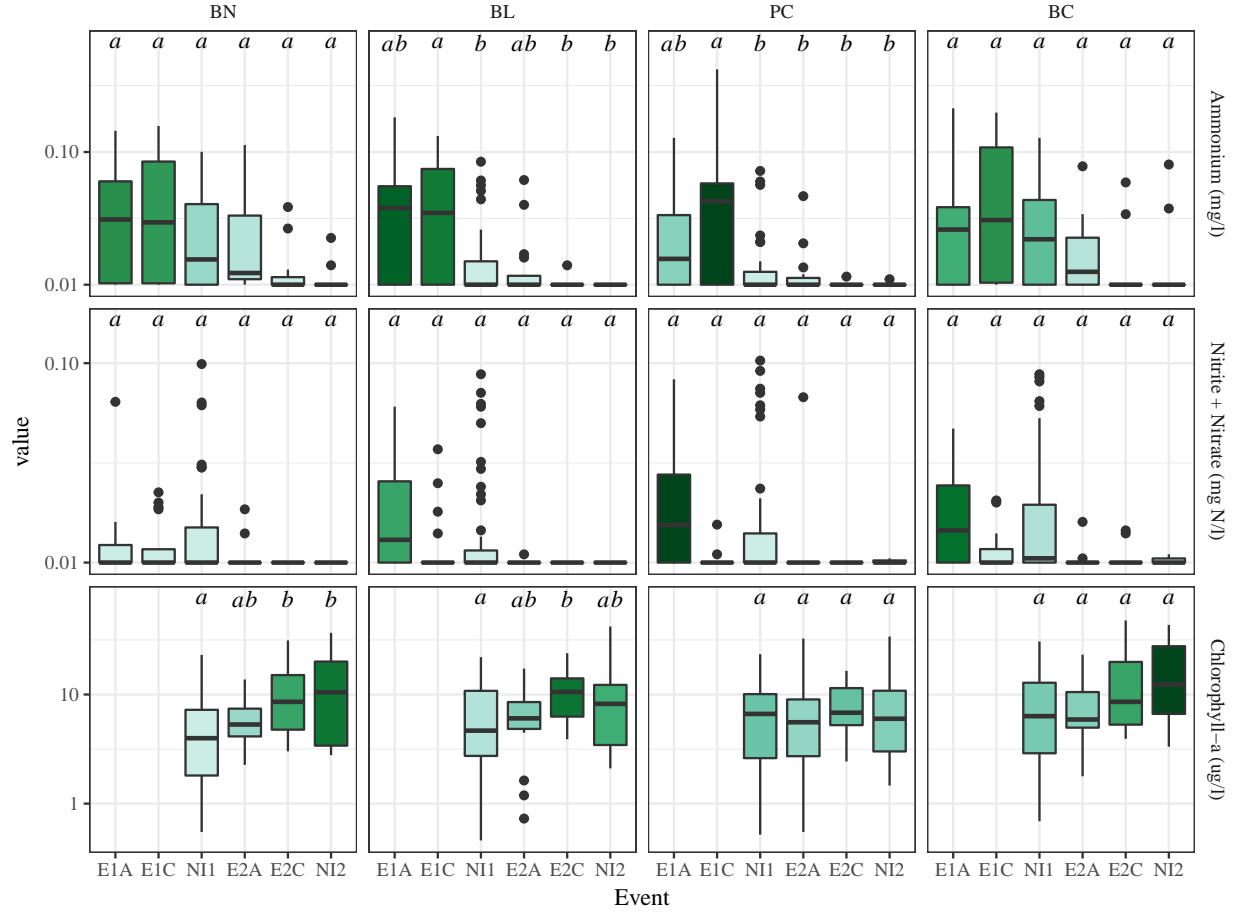 BN BL PC BC
a a a a a a ab a b ab b b ab a b b b b a a a a a a
0.10
0.01
Ammonium (mg/l)
a a a a a a a a a a a a a a a a a a a a a a a a
0.10
0.01
Nitrite + Nitrate (mg N/l)
value
a ab b b a ab b ab a a a a a a a a
10
1
Chlorophyll−a (ug/l)
E1A E1C NI1 E2A E2C NI2 E1A E1C NI1 E2A E2C NI2 E1A E1C NI1 E2A E2C NI2 E1A E1C NI1 E2A E2C NI2
Event